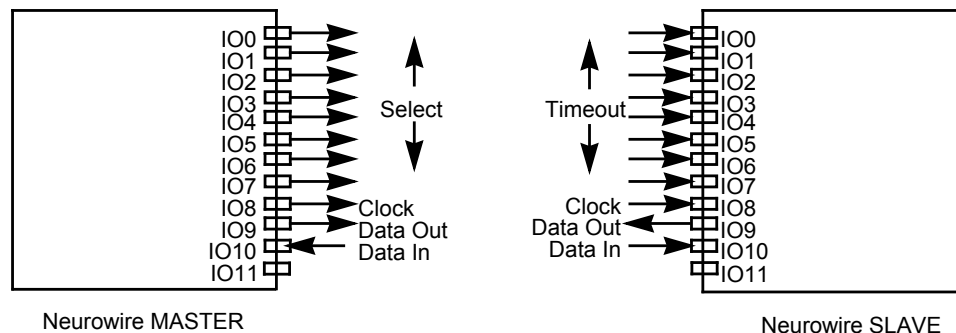 IO0
IO1
IO2
IO3
IO4
IO5
IO6
IO7
IO8
IO9
IO10
IO11
Select
Clock
Data Out
Data In
Neurowire MASTER
Timeout
Clock
Data Out
Data In
IO0
IO1
IO2
IO3
IO4
IO5
IO6
IO7
IO8
IO9
IO10
IO11
Neurowire SLAVE